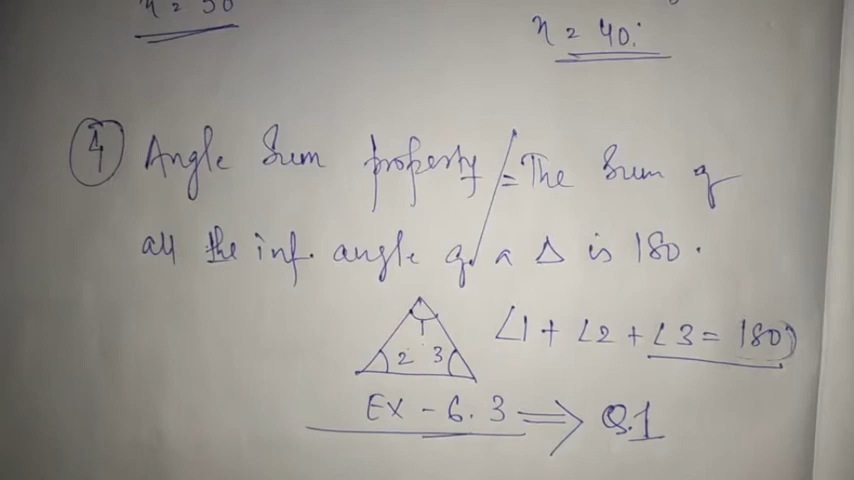 x = 50
x = 40.
④ Angle Sum property = The Sum of
all the int. angle of a Δ is 180.
1
2 3
∠1 + ∠2 + ∠3 = 180
EX - 6.3 ⟹ Q.1